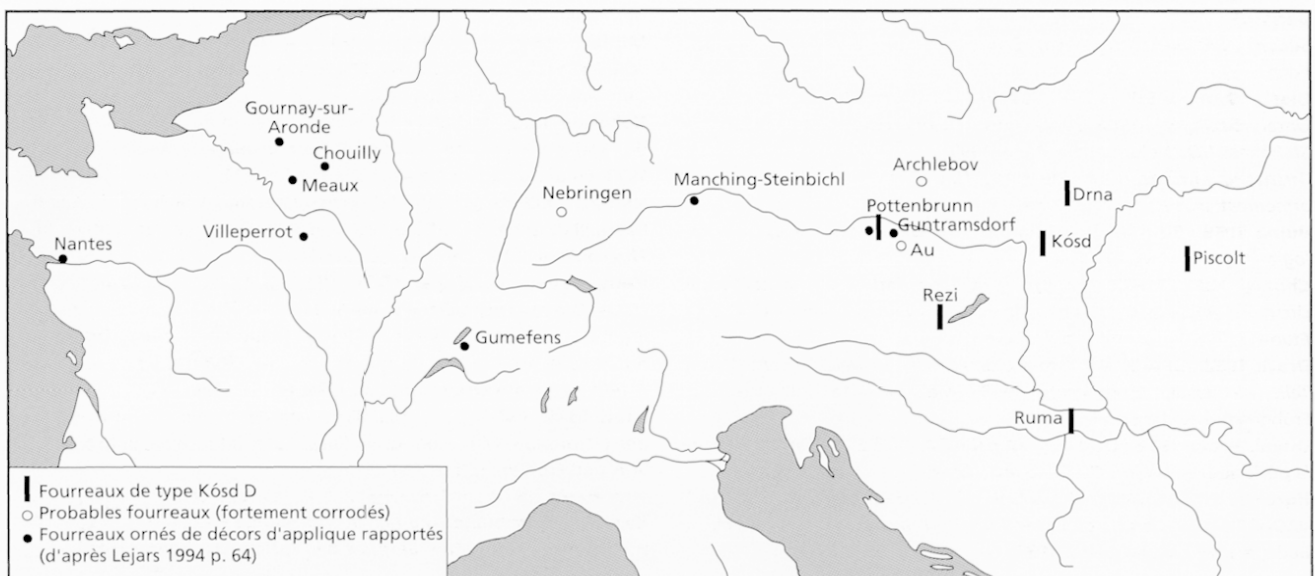 Gournay-sur-
Aronde
Chouilly
Meaux
Villeperrot
Nantes
Gumefens
Nebringen
Manching-Steinbichl
Archlebov
Pottenbrunn
Guntramsdorf
Au
Drna
Kósd
Piscolt
Rezi
Ruma
Fourreaux de type Kósd D
Probables fourreaux (fortement corrodés)
Fourreaux ornés de décors d'applique rapportés
(d'après Lejars 1994 p. 64)